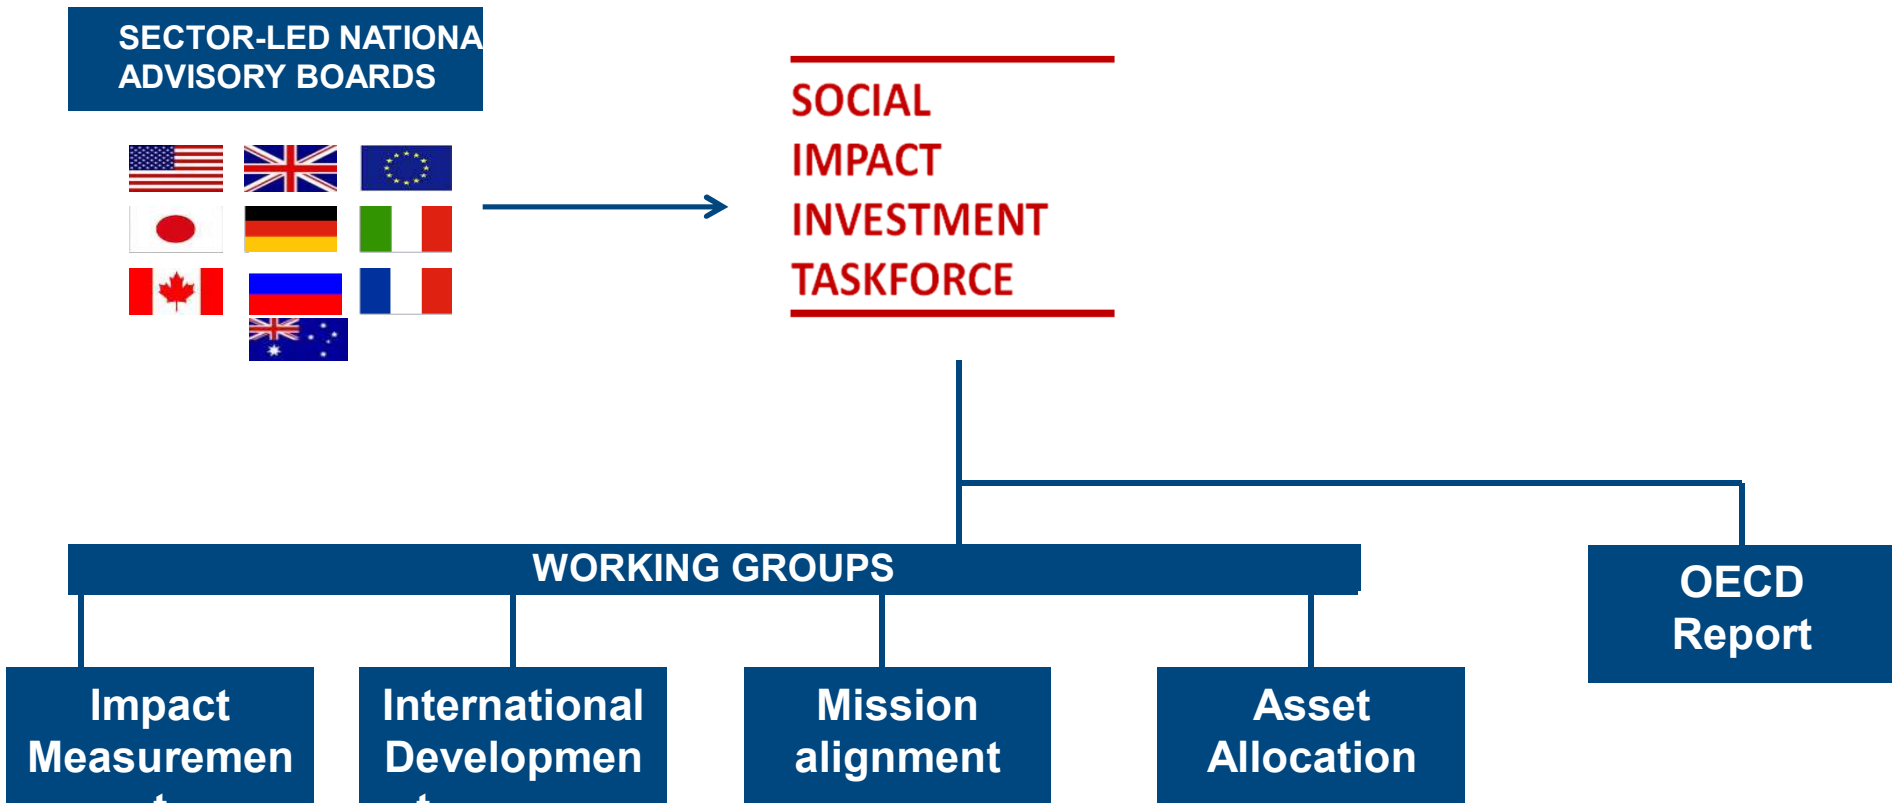 SECTOR-LED NATIONA
ADVISORY BOARDS
SOCIAL
IMPACT
INVESTMENT
TASKFORCE
WORKING GROUPS
OECD
Report
Impact
Measuremen
t
International
Developmen
t
Mission
alignment
Asset
Allocation